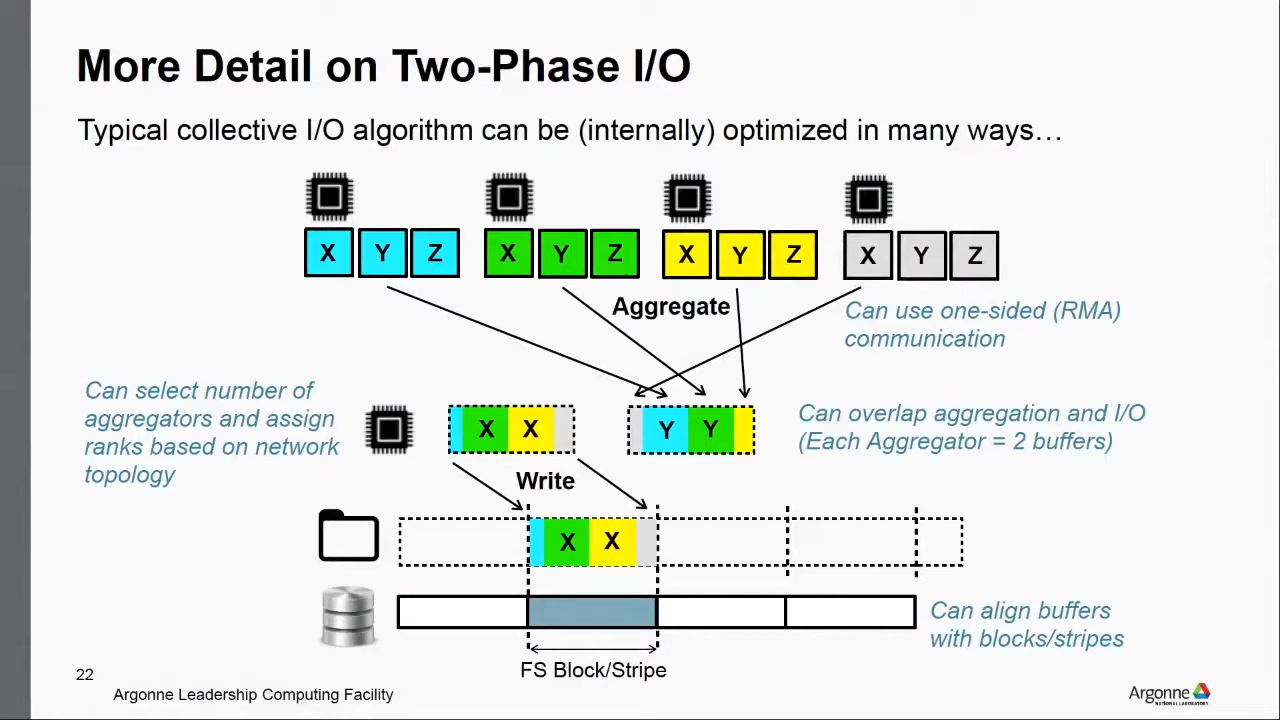 More Detail on Two-Phase I/O
Typical collective I/O algorithm can be (internally) optimized in many ways…
X Y Z X Y Z X Y Z X Y Z
Aggregate
Can use one-sided (RMA)
communication
Can select number of
aggregators and assign
ranks based on network
topology
X X Y Y
Can overlap aggregation and I/O
(Each Aggregator = 2 buffers)
Write
X X
Can align buffers
with blocks/stripes
FS Block/Stripe
22
Argonne Leadership Computing Facility
Argonne
NATIONAL LABORATORY